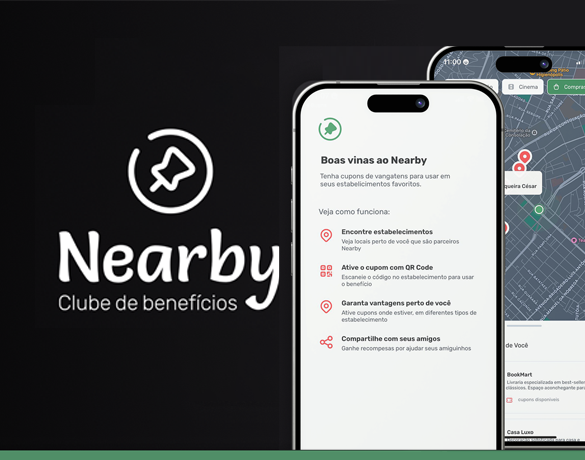 Nearby
Clube de benefícios
Boas vinas ao Nearby
Tenha cupons de vangatens para usar em
seus estabelicimentos favoritos.
Veja como funciona:
Encontre estabelecimentos
Veja locais perto de você que são parceiros
Nearby
Ative o cupom com QR Code
Escaneie o código no estabelecimento para usar
o benefício
Garanta vantagens perto de você
Ative cupons onde estiver, em diferentes tipos de
estabelecimento
Compartilhe com seus amigos
Ganhe recompesas por ajudar seus amiguinhos
11:00
Cinema
Compras
queira César
de Você
BookMart
Livraria especializada em best-seller
clássicos. Espaço aconchegante par
cupons disponíveis
Casa Luxo